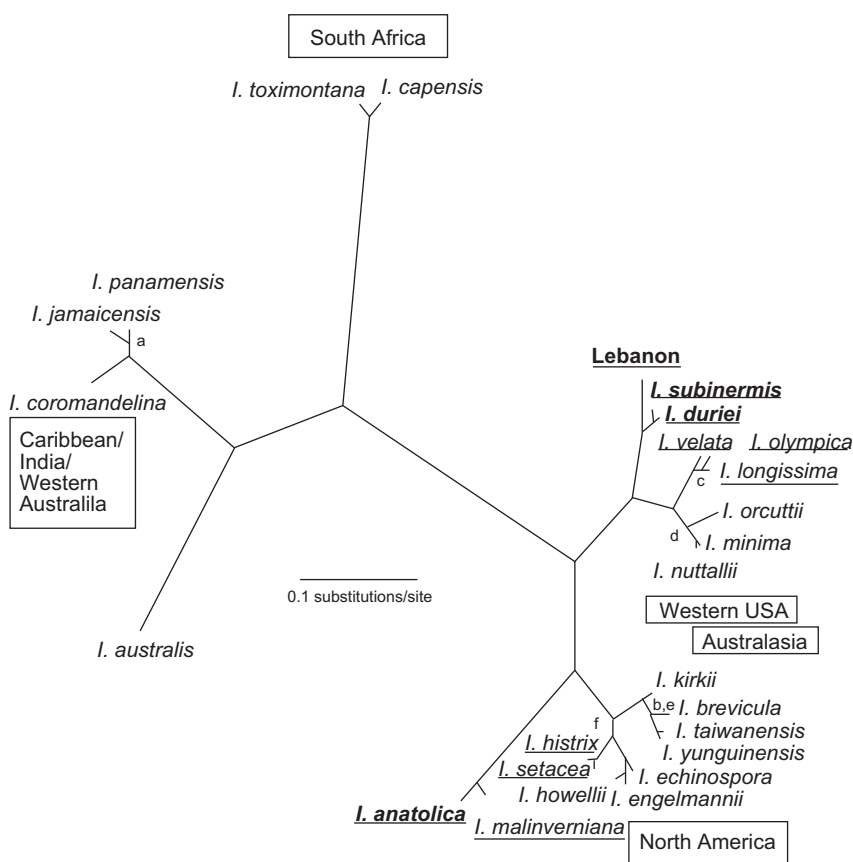 South Africa
I. toximontana
I. capensis
I. panamensis
I. jamaicensis
a
I. coromandelina
Caribbean/
India/
Western
Australila
I. australis
0.1 substitutions/site
Lebanon
I. subinermis
I. duriei
I. velata
I. olympica
c
I. longissima
I. orcuttii
d
I. minima
I. nuttallii
Western USA
Australasia
I. kirkii
b,e
I. brevicula
f
I. taiwanensis
I. histrix
I. yunguinensis
I. setacea
I. echinospora
I. howellii
I. engelmannii
I. anatolica
I. malinverniana
North America